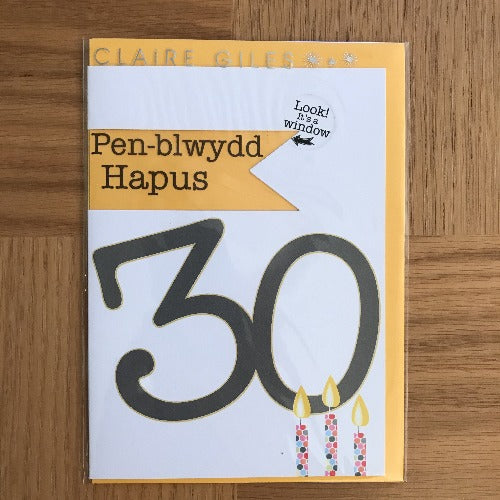 CLAIRE GILES
Look!
It's a
window
Pen-blwydd
Hapus
30